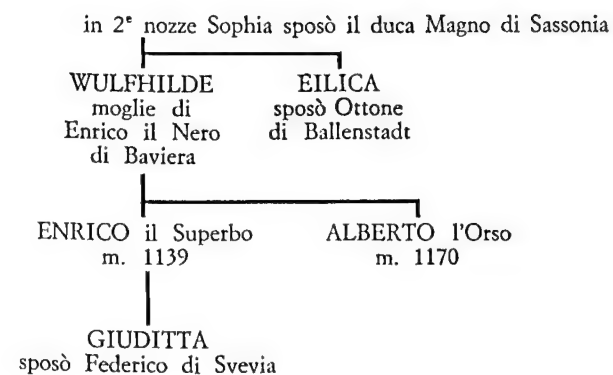 in 2ᵉ nozze Sophia sposò il duca Magno di Sassonia
WULFHILDE
moglie di
Enrico il Nero
di Baviera
EILICA
sposò Ottone
di Ballenstadt
ENRICO il Superbo
m. 1139
ALBERTO l'Orso
m. 1170
GIUDITTA
sposò Federico di Svevia